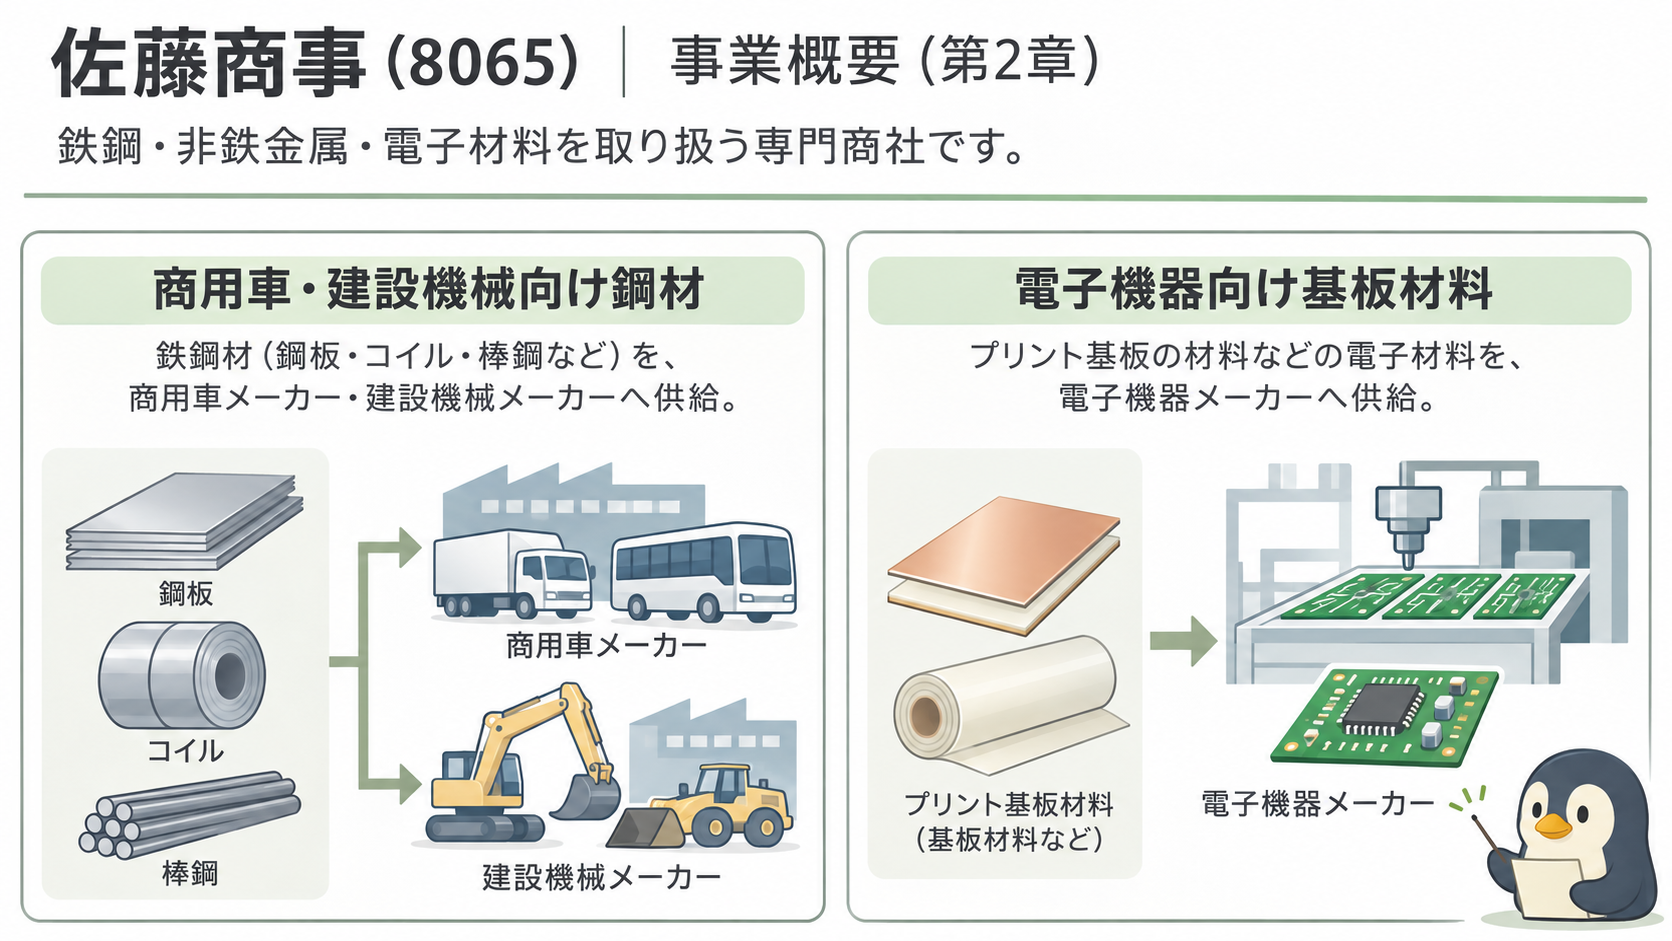 佐藤商事(8065)
事業概要(第2章)
鉄鋼・非鉄金属・電子材料を取り扱う専門商社です。
商用車・建設機械向け鋼材
鉄鋼材(鋼板・コイル・棒鋼など)を、
商用車メーカー・建設機械メーカーへ供給。
鋼板
コイル
棒鋼
商用車メーカー
建設機械メーカー
電子機器向け基板材料
プリント基板の材料などの電子材料を、
電子機器メーカーへ供給。
プリント基板材料
(基板材料など)
電子機器メーカー